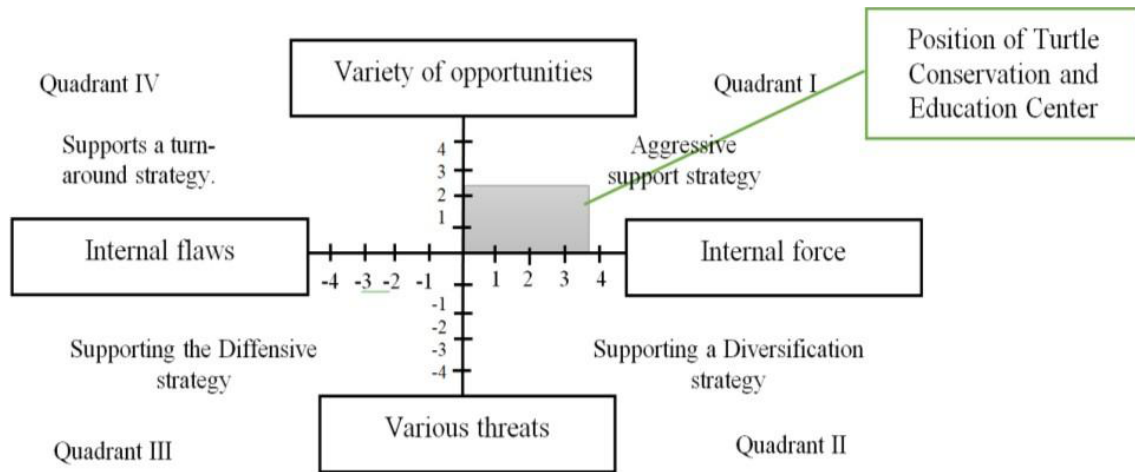 Quadrant IV
Variety of opportunities
Quadrant I
Position of Turtle
Conservation and
Education Center
Supports a turn-
around strategy.
Aggressive
support strategy
4
3
2
1
Internal flaws
Internal force
-4 -3 -2 -1
1 2 3 4
-1
-2
-3
-4
Supporting the Diffensive
strategy
Supporting a Diversification
strategy
Various threats
Quadrant III
Quadrant II